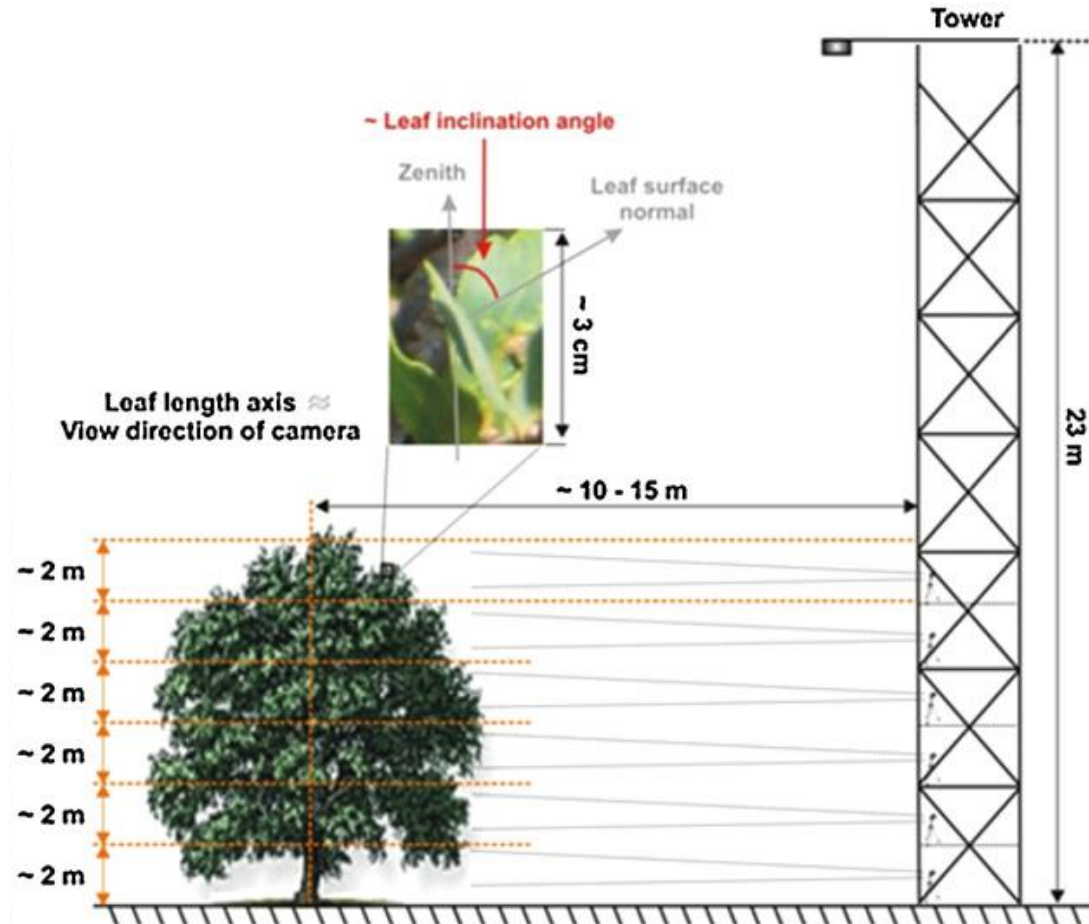 Tower
~ Leaf inclination angle
Zenith
Leaf surface
normal
~ 3 cm
Leaf length axis ≈
View direction of camera
23 m
~ 10 - 15 m
~ 2 m
~ 2 m
~ 2 m
~ 2 m
~ 2 m
~ 2 m